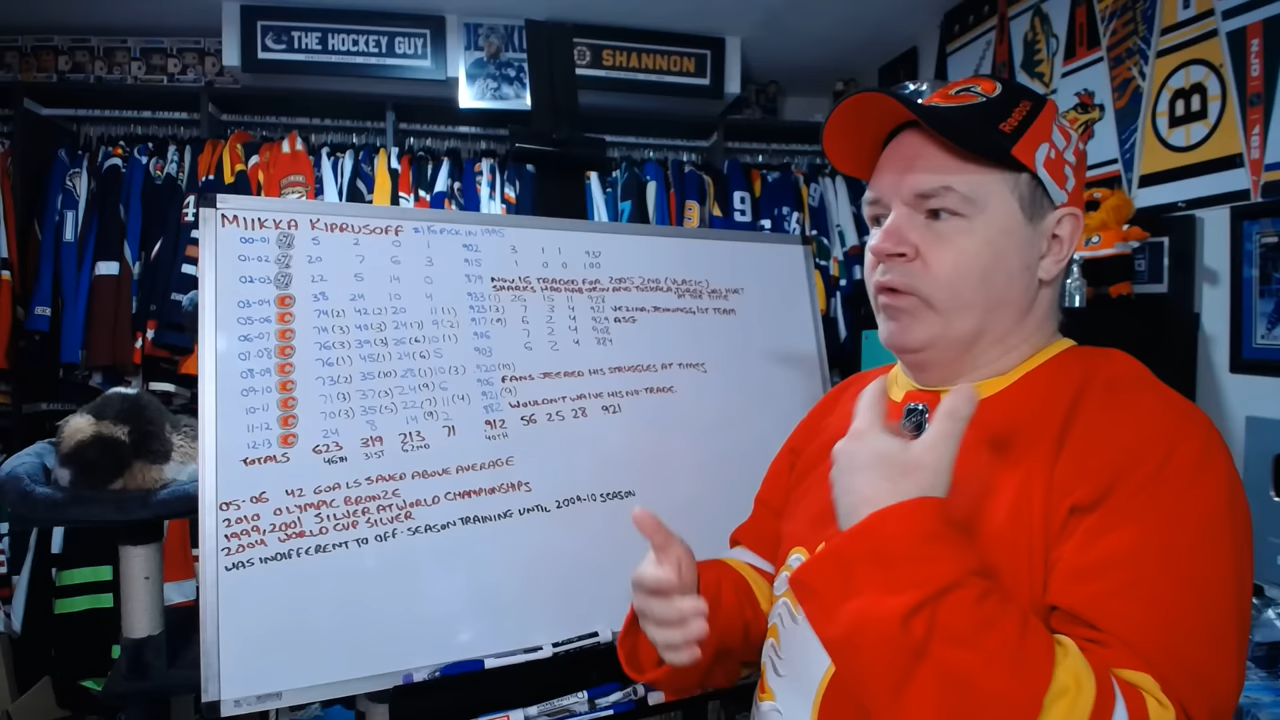 THE HOCKEY GUY
SHANNON
Reebok
B
MIIKKA KIPRUSOFF #116 PICK IN 1995
00-01 5 2 0 1 902 3 1 1 937
01-02 20 7 6 3 915 1 0 0 100
02-03 22 5 14 0 879 NOV.16 TRADED FOR 2005 2ND (VLASIC)
SHARKS HAD NABOKOV AND TOSKALA, TUREK WAS HURT AT THE TIME
03-04 38 24 10 4 933(1) 26 15 11 928
05-06 74(2) 42(2) 20 11(1) 923(3) 7 3 4 921 VEZINA, JENNINGS, 1ST TEAM
06-07 74(3) 40(3) 24(7) 9(2) 917(9) 6 2 4 929 ASG
07-08 76(3) 39(3) 26(6) 10(1) 906 7 2 4 908
08-09 76(1) 45(1) 24(6) 5 903 6 2 4 884
09-10 73(2) 35(10) 28(1) 10(3) 920(10)
10-11 71(3) 37(3) 24(9) 6 906 FANS JEERED HIS STRUGGLES AT TIMES
11-12 70(3) 35(5) 22(7) 11(4) 921(9)
12-13 24 8 14(9) 2 882 WOULDN'T WAIVE HIS NO-TRADE
TOTALS 623 319 213 71 .912 56 25 28 921
46TH 31ST 62ND 40TH
05-06 42 GOALS SAVED ABOVE AVERAGE
2010 OLYMPIC BRONZE
1999, 2001 SILVER AT WORLD CHAMPIONSHIPS
2004 WORLD CUP SILVER
WAS INDIFFERENT TO OFF-SEASON TRAINING UNTIL 2009-10 SEASON